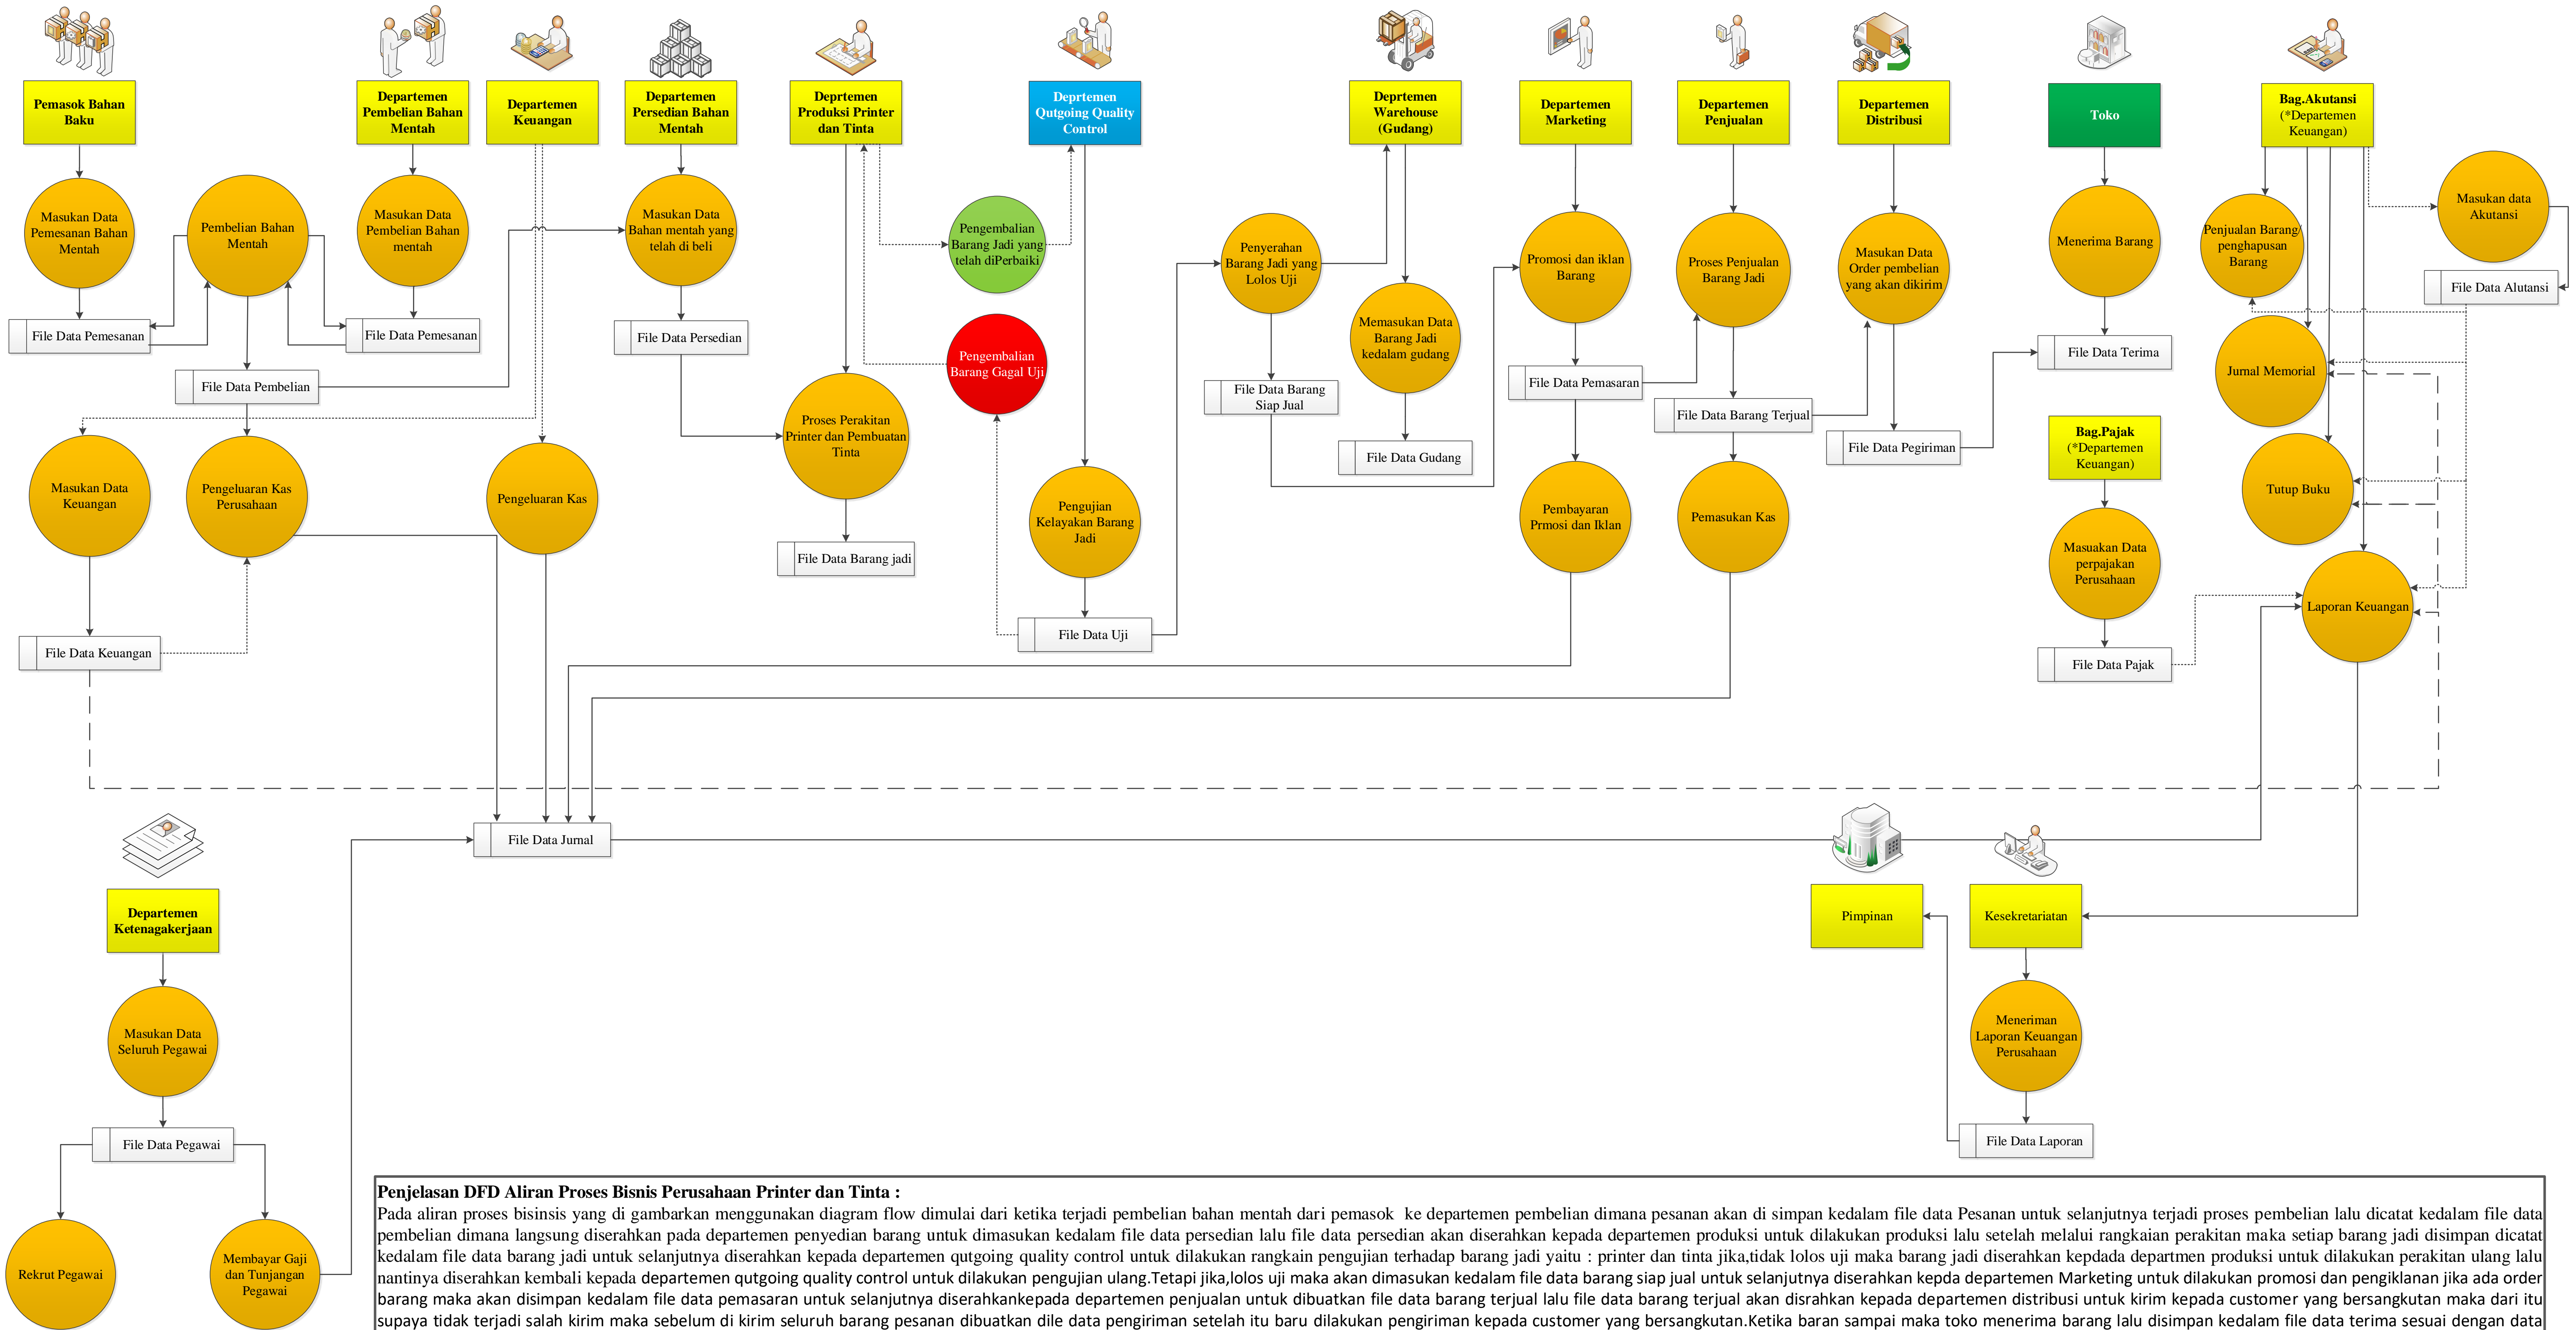 Pemasok Bahan
Baku
Departemen
Pembelian Bahan
Mentah
Departemen
Keuangan
Departemen
Persedian Bahan
Mentah
Deprtemen
Produksi Printer
dan Tinta
Deprtemen
Qutgoing Quality
Control
Deprtemen
Warehouse
(Gudang)
Departemen
Marketing
Departemen
Penjualan
Departemen
Distribusi
Toko
Bag.Akutansi
(*Departemen
Keuangan)
Masukan Data
Pemesanan Bahan
Mentah
Pembelian Bahan
Mentah
Masukan Data
Pembelian Bahan
mentah
Masukan Data
Bahan mentah yang
telah di beli
Pengembalian
Barang Jadi yang
telah diPerbaiki
Penyerahan
Barang Jadi yang
Lolos Uji
Promosi dan iklan
Barang
Proses Penjualan
Barang Jadi
Masukan Data
Order pembelian
yang akan dikirim
Menerima Barang
Penjualan Barang/
penghapusan
Barang
Masukan data
Akutansi
File Data Alutansi
File Data Pemesanan
File Data Pemesanan
File Data Persedian
Pengembalian
Barang Gagal Uji
Memasukan Data
Barang Jadi
kedalam gudang
File Data Terima
Jurnal Memorial
File Data Pembelian
File Data Barang
Siap Jual
File Data Pemasaran
File Data Barang Terjual
File Data Pegiriman
File Data Gudang
Proses Perakitan
Printer dan Pembuatan
Tinta
Bag.Pajak
(*Departemen
Keuangan)
Masukan Data
Keuangan
Pengeluaran Kas
Perusahaan
Pengeluaran Kas
Pengujian
Kelayakan Barang
Jadi
Pembayaran
Prmosi dan Iklan
Pemasukan Kas
Tutup Buku
File Data Barang jadi
Masuakan Data
perpajakan
Perusahaan
Laporan Keuangan
File Data Keuangan
File Data Uji
File Data Pajak
File Data Jurnal
Departemen
Ketenagakerjaan
Pimpinan
Kesekretariatan
Masukan Data
Seluruh Pegawai
Meneriman
Laporan Keuangan
Perusahaan
File Data Pegawai
File Data Laporan
Rekrut Pegawai
Membayar Gaji
dan Tunjangan
Pegawai
Penjelasan DFD Aliran Proses Bisnis Perusahaan Printer dan Tinta :
Pada aliran proses bisinsis yang di gambarkan menggunakan diagram flow dimulai dari ketika terjadi pembelian bahan mentah dari pemasok ke departemen pembelian dimana pesanan akan di simpan kedalam file data Pesanan untuk selanjutnya terjadi proses pembelian lalu dicatat kedalam file data
pembelian dimana langsung diserahkan pada departemen penyedian barang untuk dimasukan kedalam file data persedian lalu file data persedian akan diserahkan kepada departemen produksi untuk dilakukan produksi lalu setelah melalui rangkaian perakitan maka setiap barang jadi disimpan dicatat
kedalam file data barang jadi untuk selanjutnya diserahkan kepada departemen qutgoing quality control untuk dilakukan rangkain pengujian terhadap barang jadi yaitu : printer dan tinta jika,tidak lolos uji maka barang jadi diserahkan kepdada departmen produksi untuk dilakukan perakitan ulang lalu
nantinya diserahkan kembali kepada departemen qutgoing quality control untuk dilakukan pengujian ulang.Tetapi jika,lolos uji maka akan dimasukan kedalam file data barang siap jual untuk selanjutnya diserahkan kepda departemen Marketing untuk dilakukan promosi dan pengiklanan jika ada order
barang maka akan disimpan kedalam file data pemasaran untuk selanjutnya diserahkankepada departemen penjualan untuk dibuatkan file data barang terjual lalu file data barang terjual akan disrahkan kepada departemen distribusi untuk kirim kepada customer yang bersangkutan maka dari itu
supaya tidak terjadi salah kirim maka sebelum di kirim seluruh barang pesanan dibuatkan dile data pengiriman setelah itu baru dilakukan pengiriman kepada customer yang bersangkutan.Ketika baran sampai maka toko menerima barang lalu disimpan kedalam file data terima sesuai dengan data